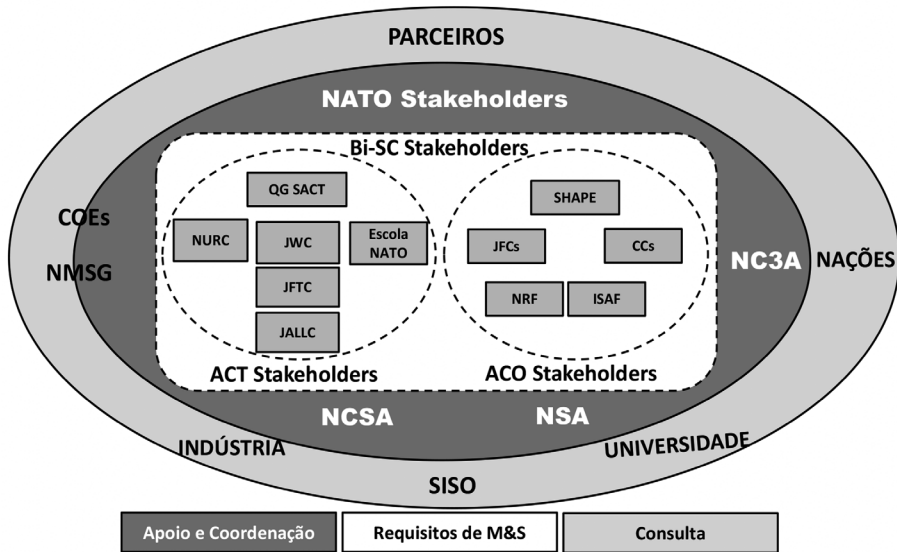 PARCEIROS
NATO Stakeholders
Bi-SC Stakeholders
QG SACT
NURC
JWC
Escola
NATO
JFTC
JALLC
ACT Stakeholders
SHAPE
JFCs
CCs
NRF
ISAF
ACO Stakeholders
COEs
NMSG
NC3A
NAÇÕES
NCSA
NSA
INDÚSTRIA
UNIVERSIDADE
SISO
Apoio e Coordenação
Requisitos de M&S
Consulta